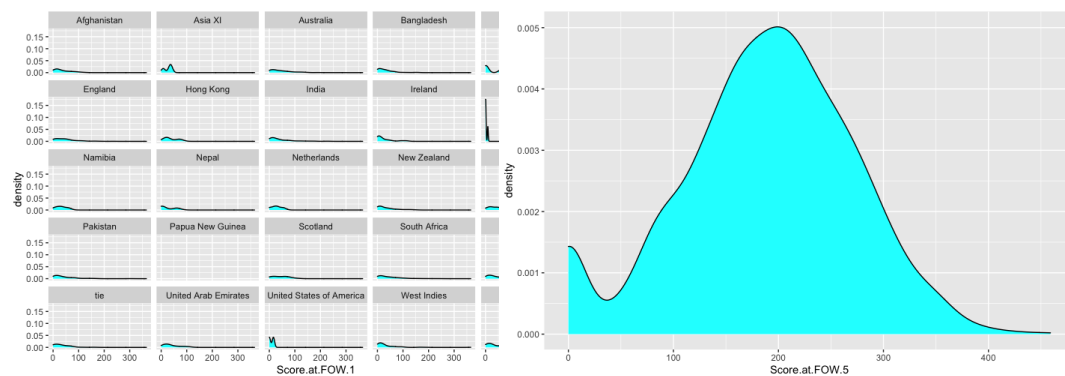 Afghanistan Asia XI Australia Bangladesh
0.15
0.10
0.05
0.00
England Hong Kong India Ireland
0.15
0.10
0.05
0.00
Namibia Nepal Netherlands New Zealand
0.15
0.10
0.05
0.00
Pakistan Papua New Guinea Scotland South Africa
0.15
0.10
0.05
0.00
tie United Arab Emirates United States of America West Indies
0.15
0.10
0.05
0.00
0 100 200 300 0 100 200 300 0 100 200 300 0 100 200 300
density
Score.at.FOW.1
0.005
0.004
0.003
0.002
0.001
0.000
0 100 200 300 400
density
Score.at.FOW.5